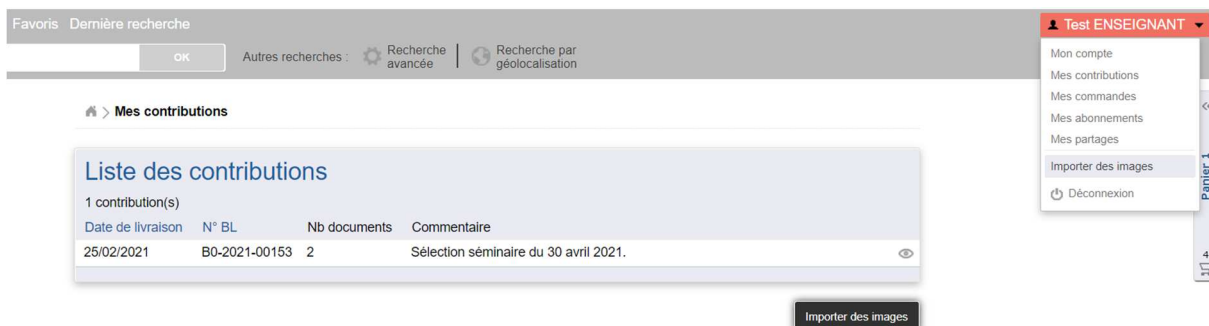 Favoris Dernière recherche
Test ENSEIGNANT
OK
Autres recherches :
Recherche avancée
Recherche par géolocalisation
Mon compte
Mes contributions
Mes commandes
Mes abonnements
Mes partages
Importer des images
Déconnexion
Panier 1
4
> Mes contributions
Liste des contributions
1 contribution(s)
Date de livraison N° BL Nb documents Commentaire
25/02/2021 B0-2021-00153 2 Sélection séminaire du 30 avril 2021.
Importer des images